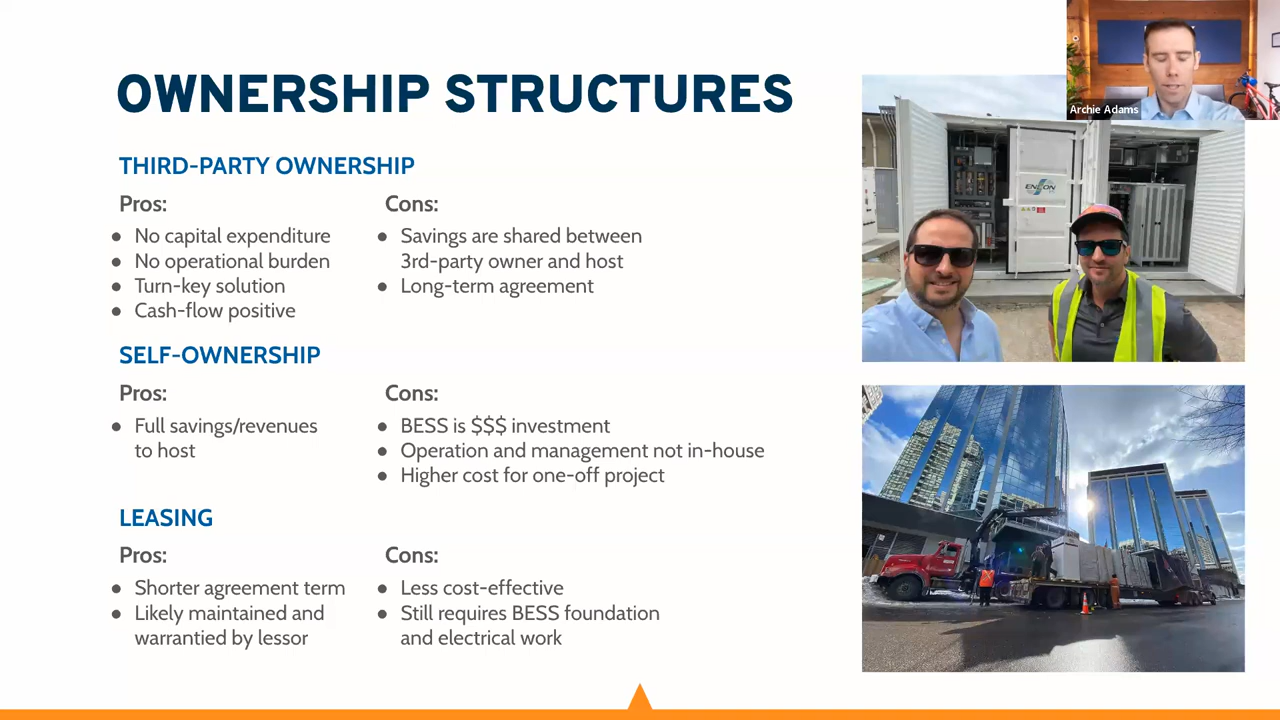 OWNERSHIP STRUCTURES
Archie Adams
THIRD-PARTY OWNERSHIP
Pros:
● No capital expenditure
● No operational burden
● Turn-key solution
● Cash-flow positive
Cons:
● Savings are shared between
3rd-party owner and host
● Long-term agreement
SELF-OWNERSHIP
Pros:
● Full savings/revenues
to host
Cons:
● BESS is $$$ investment
● Operation and management not in-house
● Higher cost for one-off project
LEASING
Pros:
● Shorter agreement term
● Likely maintained and
warrantied by lessor
Cons:
● Less cost-effective
● Still requires BESS foundation
and electrical work